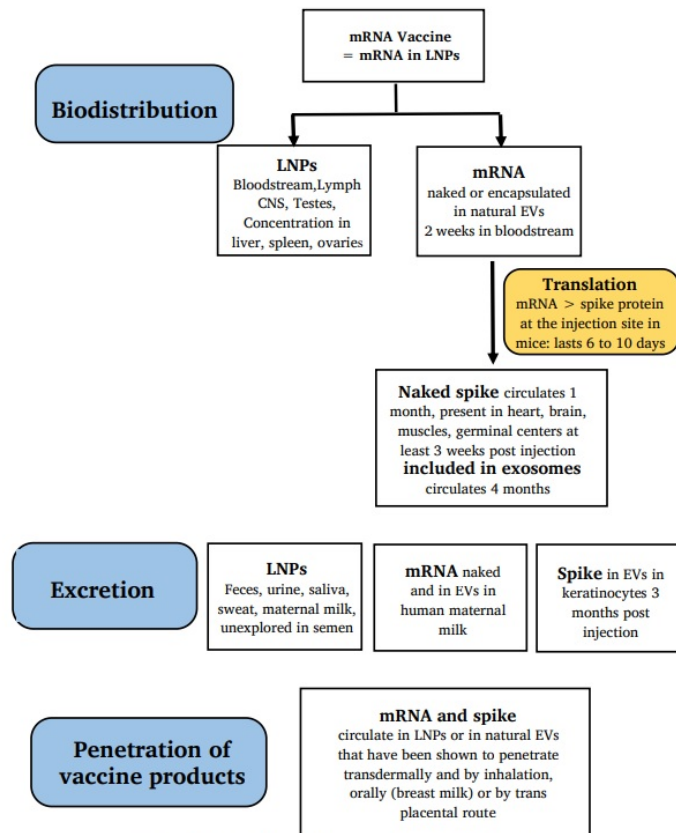 mRNA Vaccine
= mRNA in LNPs
Biodistribution
LNPs
Bloodstream,Lymph
CNS, Testes,
Concentration in
liver, spleen, ovaries
mRNA
naked or encapsulated
in natural EVs
2 weeks in bloodstream
Translation
mRNA > spike protein
at the injection site in
mice: lasts 6 to 10 days
Naked spike circulates 1
month, present in heart, brain,
muscles, germinal centers at
least 3 weeks post injection
included in exosomes
circulates 4 months
Excretion
LNPs
Feces, urine, saliva,
sweat, maternal milk,
unexplored in semen
mRNA naked
and in EVs in
human maternal
milk
Spike in EVs in
keratinocytes 3
months post
injection
Penetration of
vaccine products
mRNA and spike
circulate in LNPs or in natural EVs
that have been shown to penetrate
transdermally and by inhalation,
orally (breast milk) or by trans
placental route